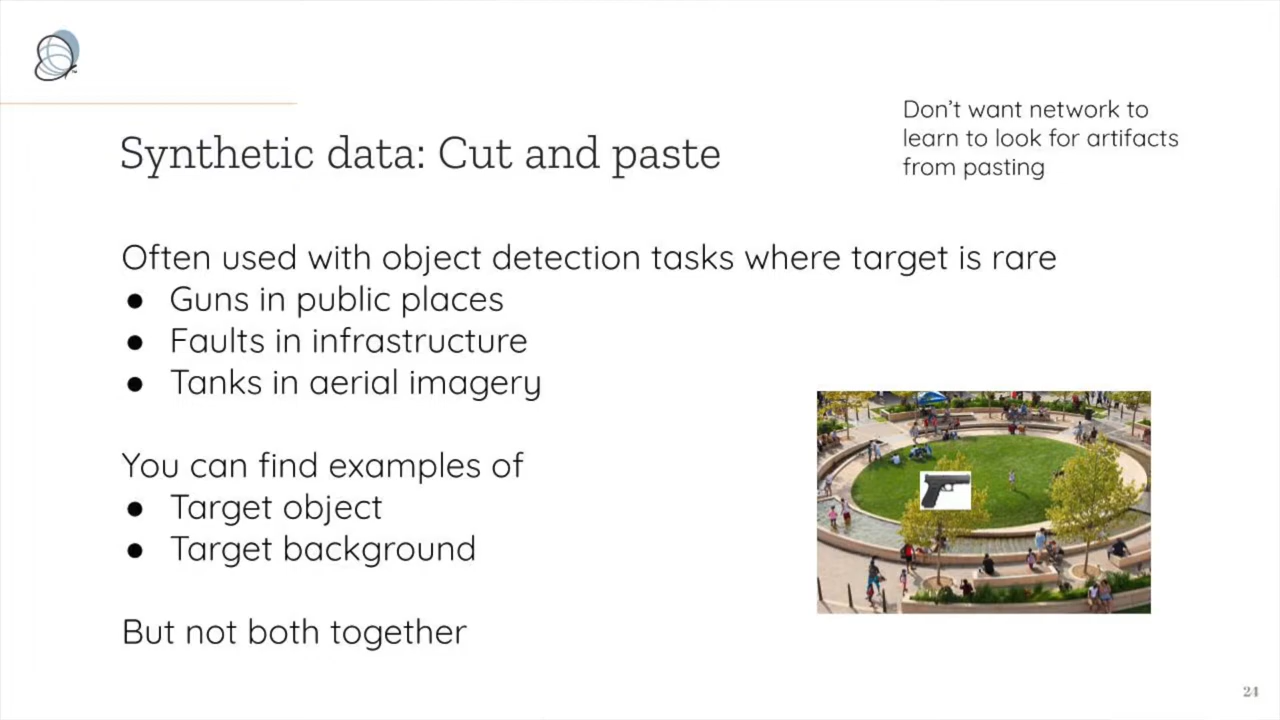 Synthetic data: Cut and paste
Don't want network to
learn to look for artifacts
from pasting
Often used with object detection tasks where target is rare
● Guns in public places
● Faults in infrastructure
● Tanks in aerial imagery
You can find examples of
● Target object
● Target background
But not both together
24